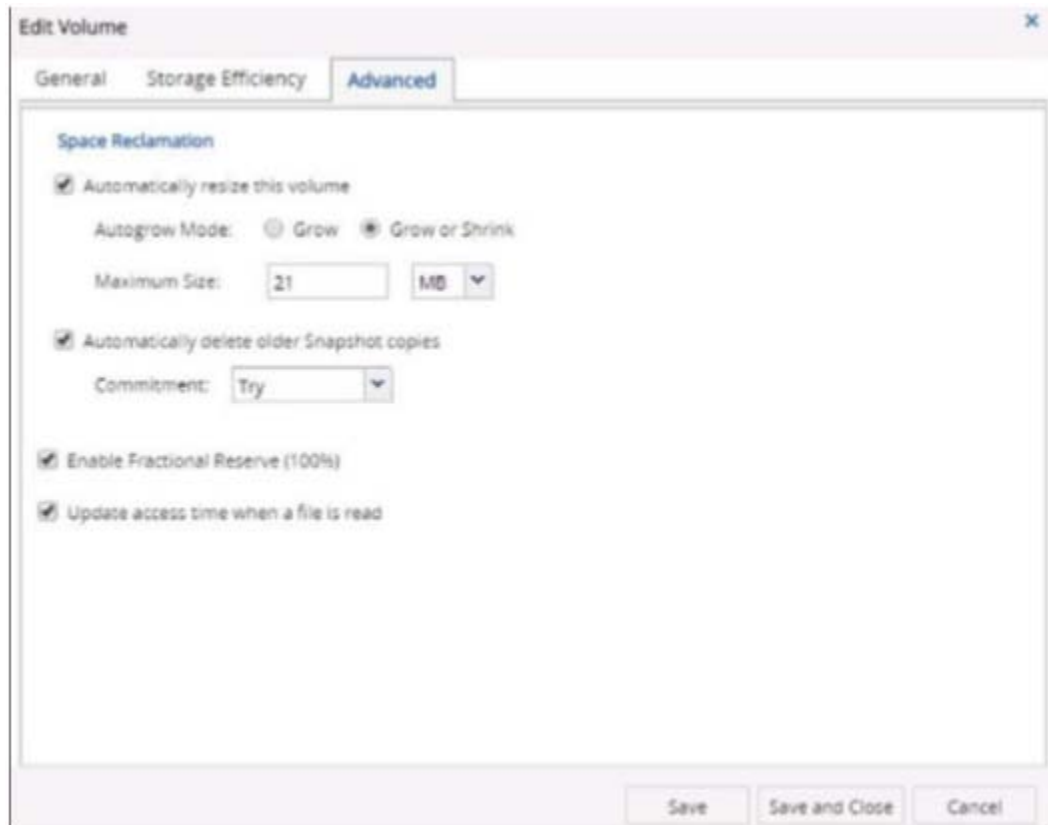 Edit Volume
General Storage Efficiency Advanced
Space Reclamation
Automatically resize this volume
Autogrow Mode: Grow Grow or Shrink
Maximum Size: 21 MB
Automatically delete older Snapshot copies
Commitment: Try
Enable Fractional Reserve (100%)
Update access time when a file is read
Save Save and Close Cancel